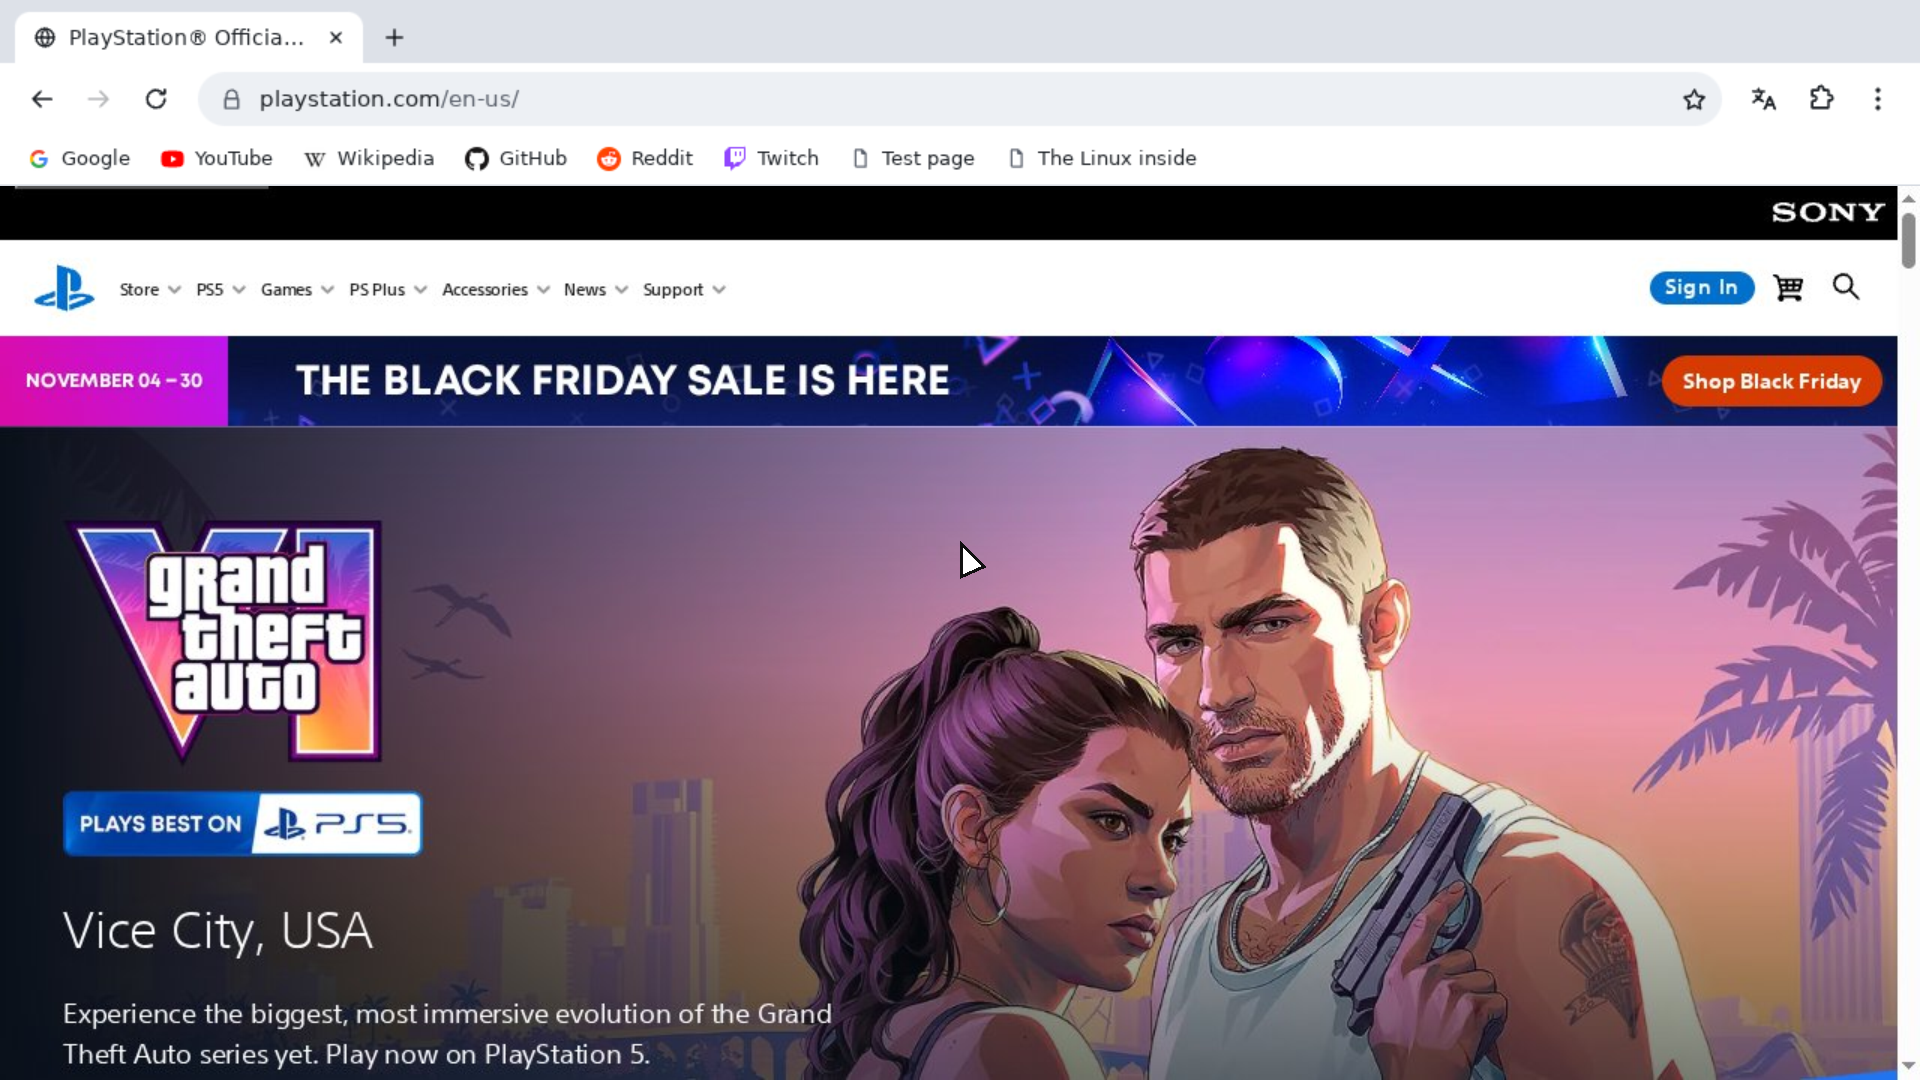 PlayStation® Officia...
playstation.com/en-us/
Google YouTube Wikipedia GitHub Reddit Twitch Test page The Linux inside
SONY
Store PS5 Games PS Plus Accessories News Support Sign In
NOVEMBER 04 – 30 THE BLACK FRIDAY SALE IS HERE Shop Black Friday
VI
grand
theft
auto
PLAYS BEST ON PS5
Vice City, USA
Experience the biggest, most immersive evolution of the Grand
Theft Auto series yet. Play now on PlayStation 5.